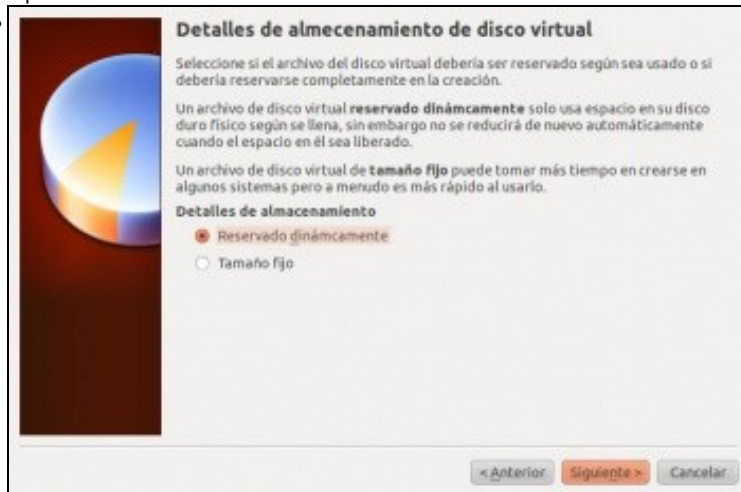 Detalles de almecenamiento de disco virtual
Seleccione si el archivo del disco virtual debería ser reservado según sea usado o si
debería reservarse completamente en la creación.
Un archivo de disco virtual reservado dinámcamente solo usa espacio en su disco
duro físico según se llena, sin embargo no se reducirá de nuevo automáticamente
cuando el espacio en él sea liberado.
Un archivo de disco virtual de tamaño fijo puede tomar más tiempo en crearse en
algunos sistemas pero a menudo es más rápido al usarlo.
Detalles de almacenamiento
Reservado dinámcamente
Tamaño fijo
< Anterior Siguiente > Cancelar